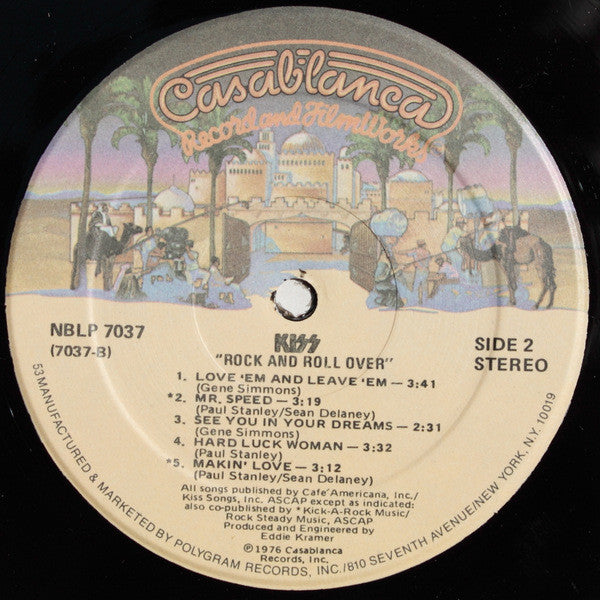 Casablanca
Record and FilmWorks
NBLP 7037
(7037-B)
KISS
"ROCK AND ROLL OVER"
SIDE 2
STEREO
1. LOVE 'EM AND LEAVE 'EM — 3:41
(Gene Simmons)
*2. MR. SPEED — 3:19
(Paul Stanley/Sean Delaney)
3. SEE YOU IN YOUR DREAMS — 2:31
(Gene Simmons)
4. HARD LUCK WOMAN — 3:32
(Paul Stanley)
*5. MAKIN' LOVE — 3:12
(Paul Stanley/Sean Delaney)
All songs published by Cafe' Americana, Inc./
Kiss Songs, Inc. ASCAP except as indicated:
also co-published by *Kick-A-Rock Music/
Rock Steady Music, ASCAP
Produced and Engineered by
Eddie Kramer
℗1976 Casablanca
Records, Inc.
53 MANUFACTURED & MARKETED BY POLYGRAM RECORDS, INC./810 SEVENTH AVENUE/NEW YORK, N.Y. 10019